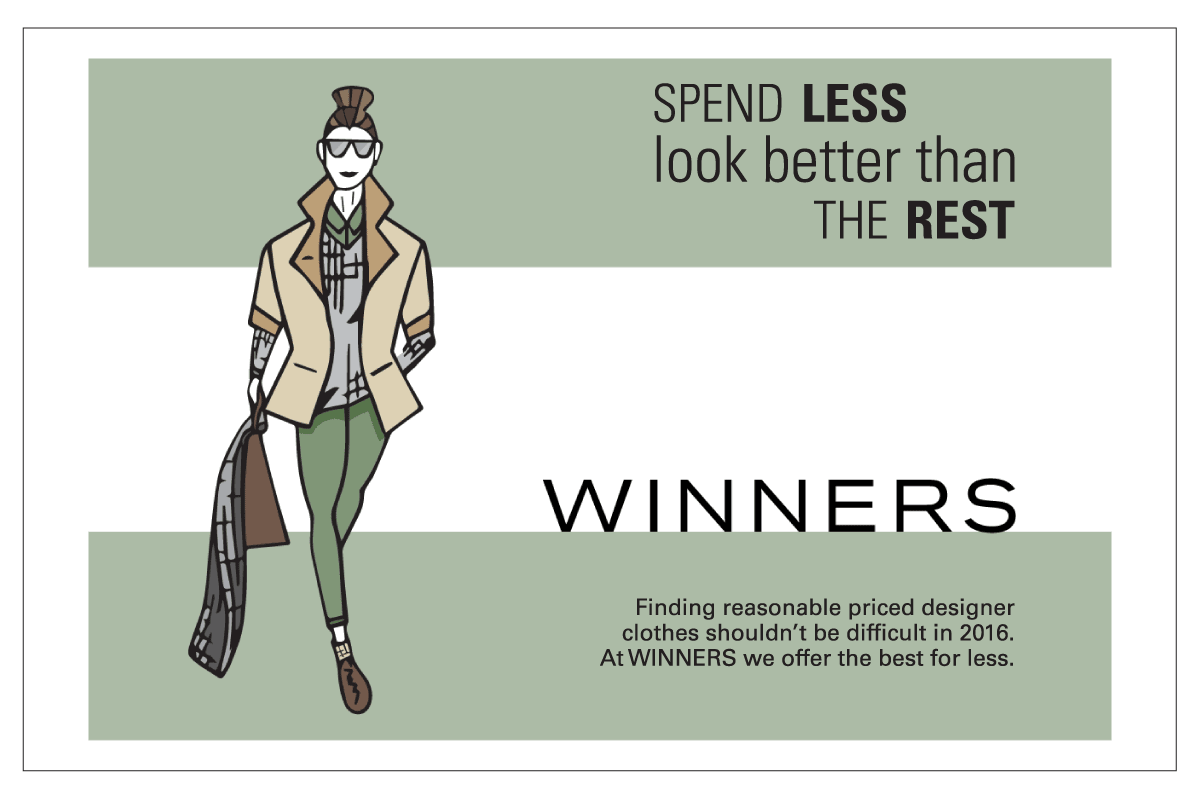 SPEND LESS
look better than
THE REST
WINNERS
Finding reasonable priced designer
clothes shouldn't be difficult in 2016.
At WINNERS we offer the best for less.